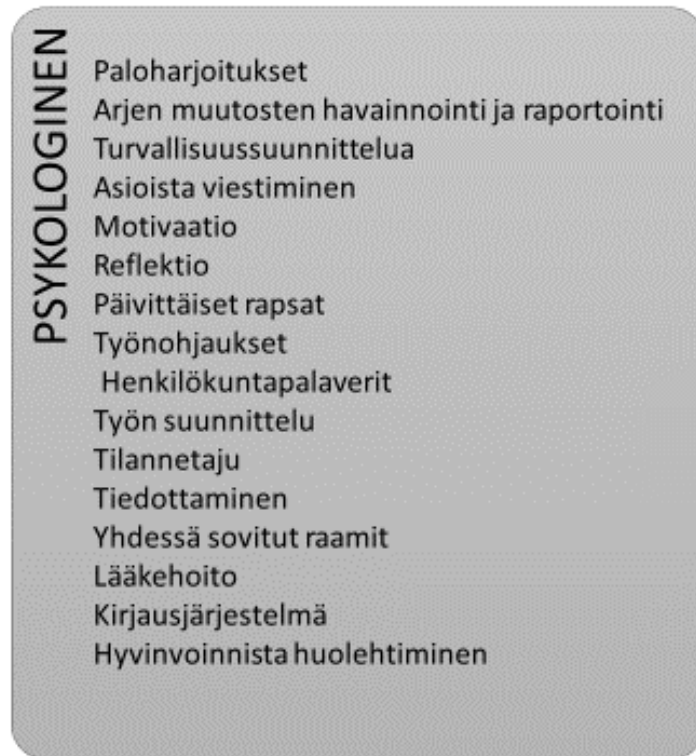 PSYKOLOGINEN
Paloharjoitukset
Arjen muutosten havainnointi ja raportointi
Turvallisuussuunnittelua
Asioista viestiminen
Motivaatio
Reflektio
Päivittäiset rapsat
Työnohjaukset
Henkilökuntapalaverit
Työn suunnittelu
Tilannetaju
Tiedottaminen
Yhdessä sovitut raamit
Lääkehoito
Kirjausjärjestelmä
Hyvinvoinnista huolehtiminen